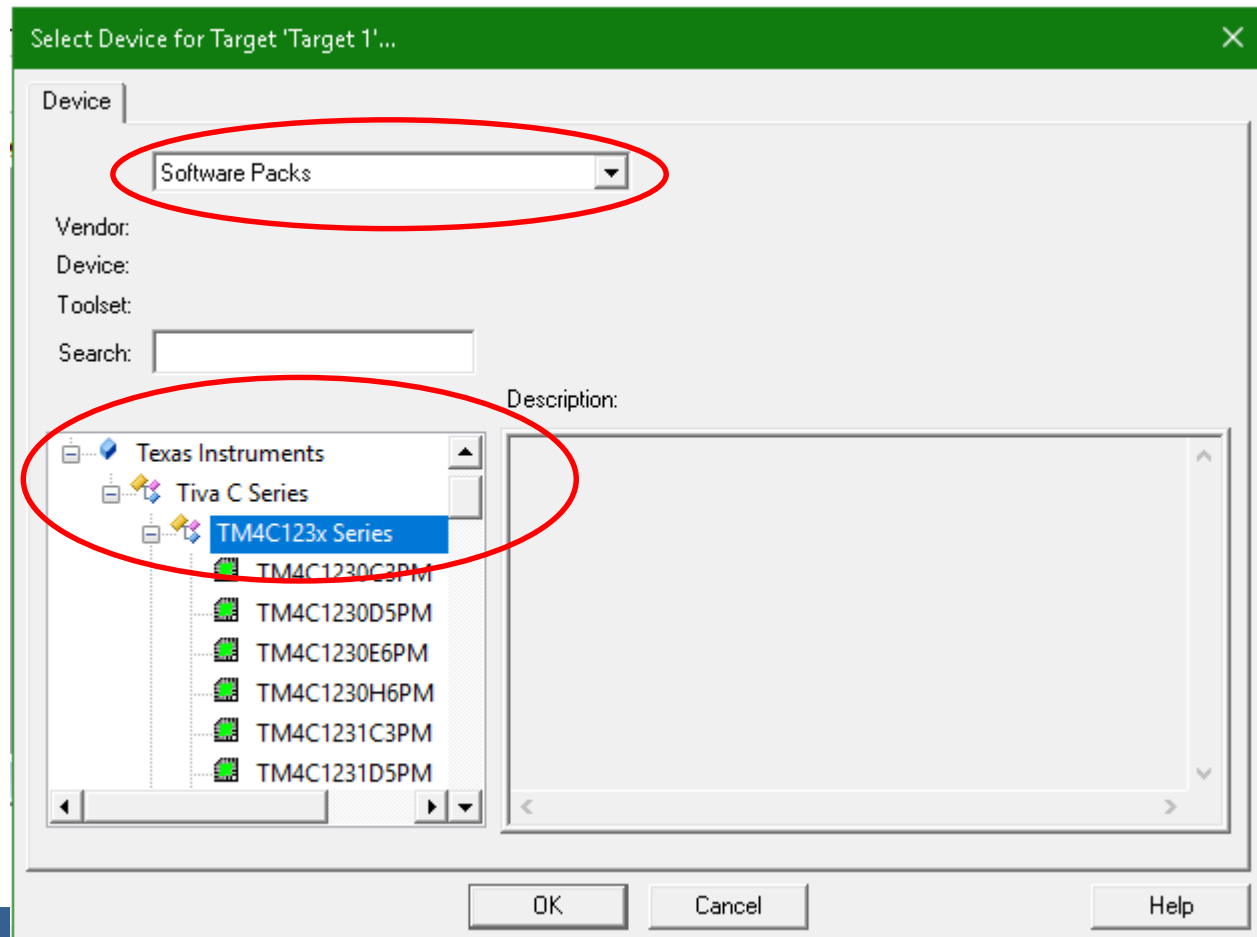 Select Device for Target 'Target 1'...
Device
Software Packs
Vendor:
Device:
Toolset:
Search:
Description:
Texas Instruments
Tiva C Series
TM4C123x Series
TM4C1230C3PM
TM4C1230D5PM
TM4C1230E6PM
TM4C1230H6PM
TM4C1231C3PM
TM4C1231D5PM
OK Cancel Help